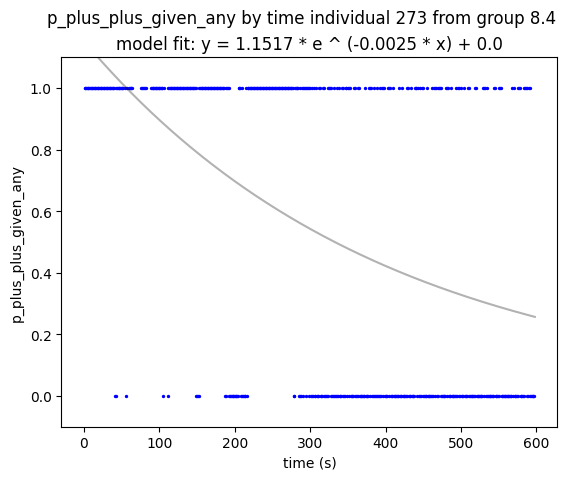 p_plus_plus_given_any by time individual 273 from group 8.4
model fit: y = 1.1517 * e ^ (-0.0025 * x) + 0.0
1.0
0.8
0.6
0.4
0.2
0.0
p_plus_plus_given_any
0 100 200 300 400 500 600
time (s)